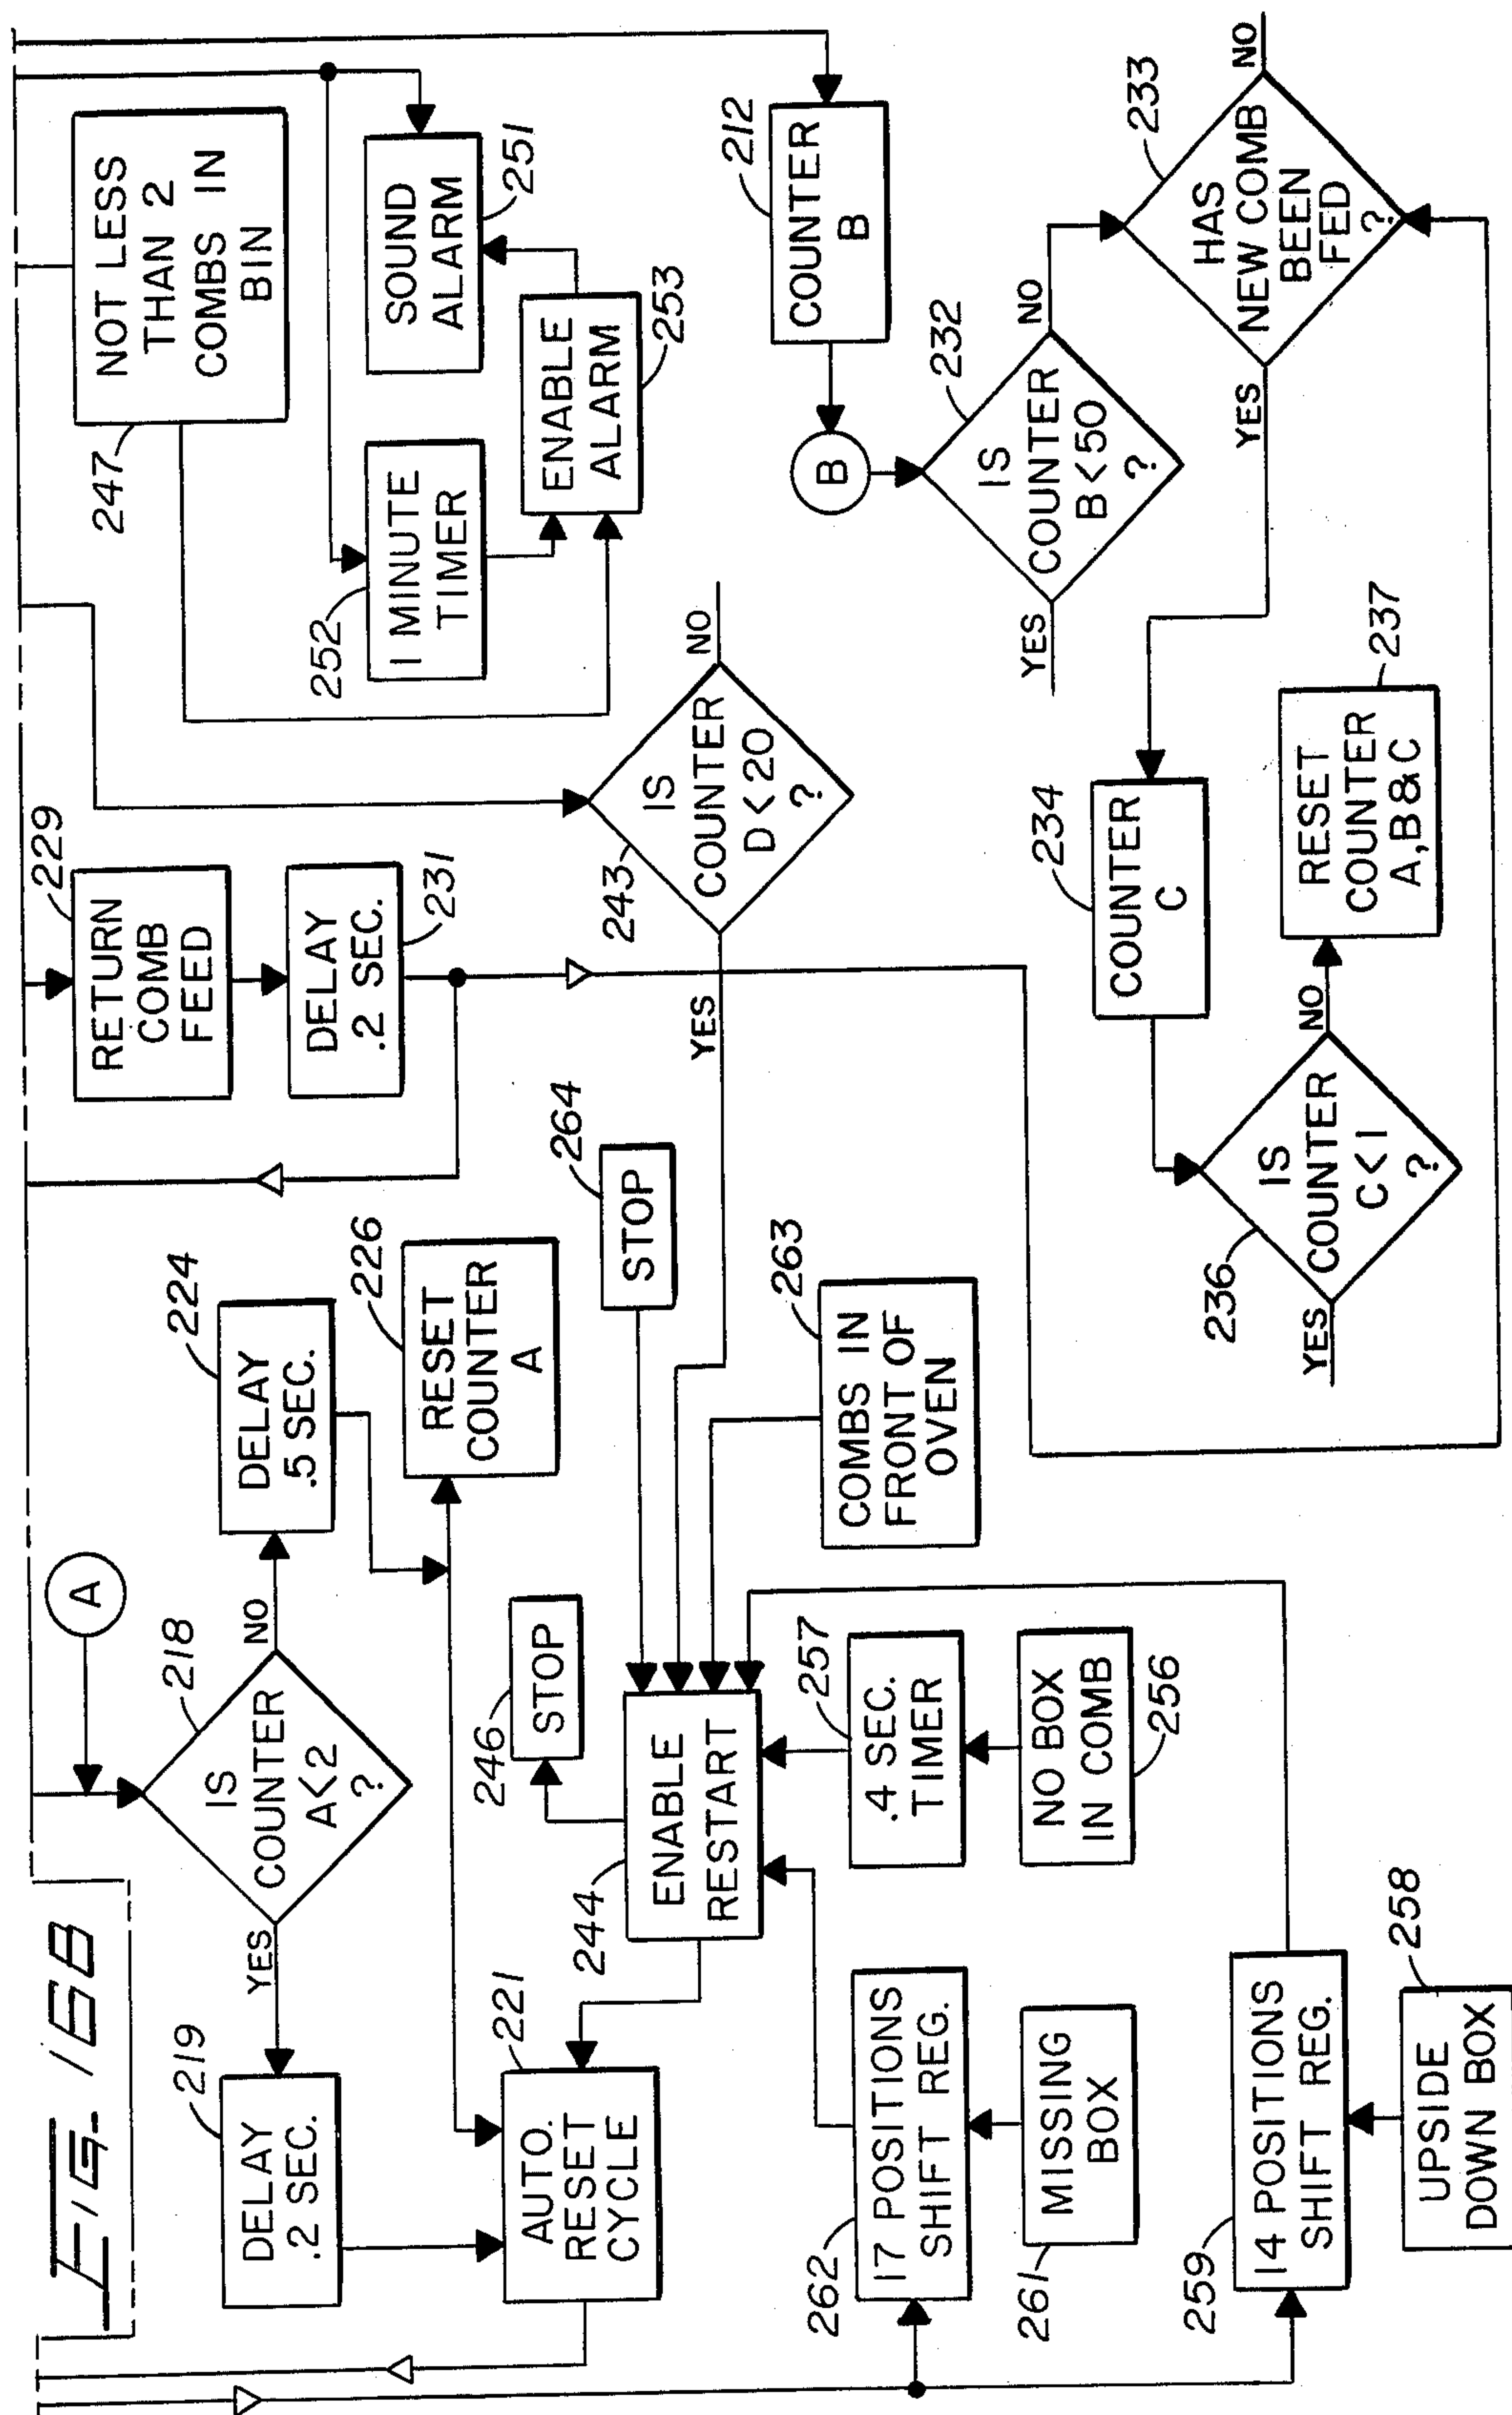 FIG. 16B
A
219
DELAY
.2 SEC.
YES
218
IS
COUNTER
A<2
?
NO
224
DELAY
.5 SEC.
226
RESET
COUNTER
A
221
AUTO.
RESET
CYCLE
229
RETURN
COMB
FEED
DELAY
.2 SEC.
231
247
NOT LESS
THAN 2
COMBS IN
BIN
252
1 MINUTE
TIMER
SOUND
ALARM
251
ENABLE
ALARM
253
244
ENABLE
RESTART
246
STOP
264
STOP
YES
243
IS
COUNTER
D<20
?
NO
262
17 POSITIONS
SHIFT REG.
261
MISSING
BOX
257
.4 SEC.
TIMER
NO BOX
IN COMB
256
263
COMBS IN
FRONT OF
OVEN
259
14 POSITIONS
SHIFT REG.
258
UPSIDE
DOWN BOX
212
COUNTER
B
B
232
IS
COUNTER
B<50
?
YES
NO
233
HAS
NEW COMB
BEEN
FED
?
YES
NO
234
COUNTER
C
236
IS
COUNTER
C<1
?
YES
NO
237
RESET
COUNTER
A,B&C